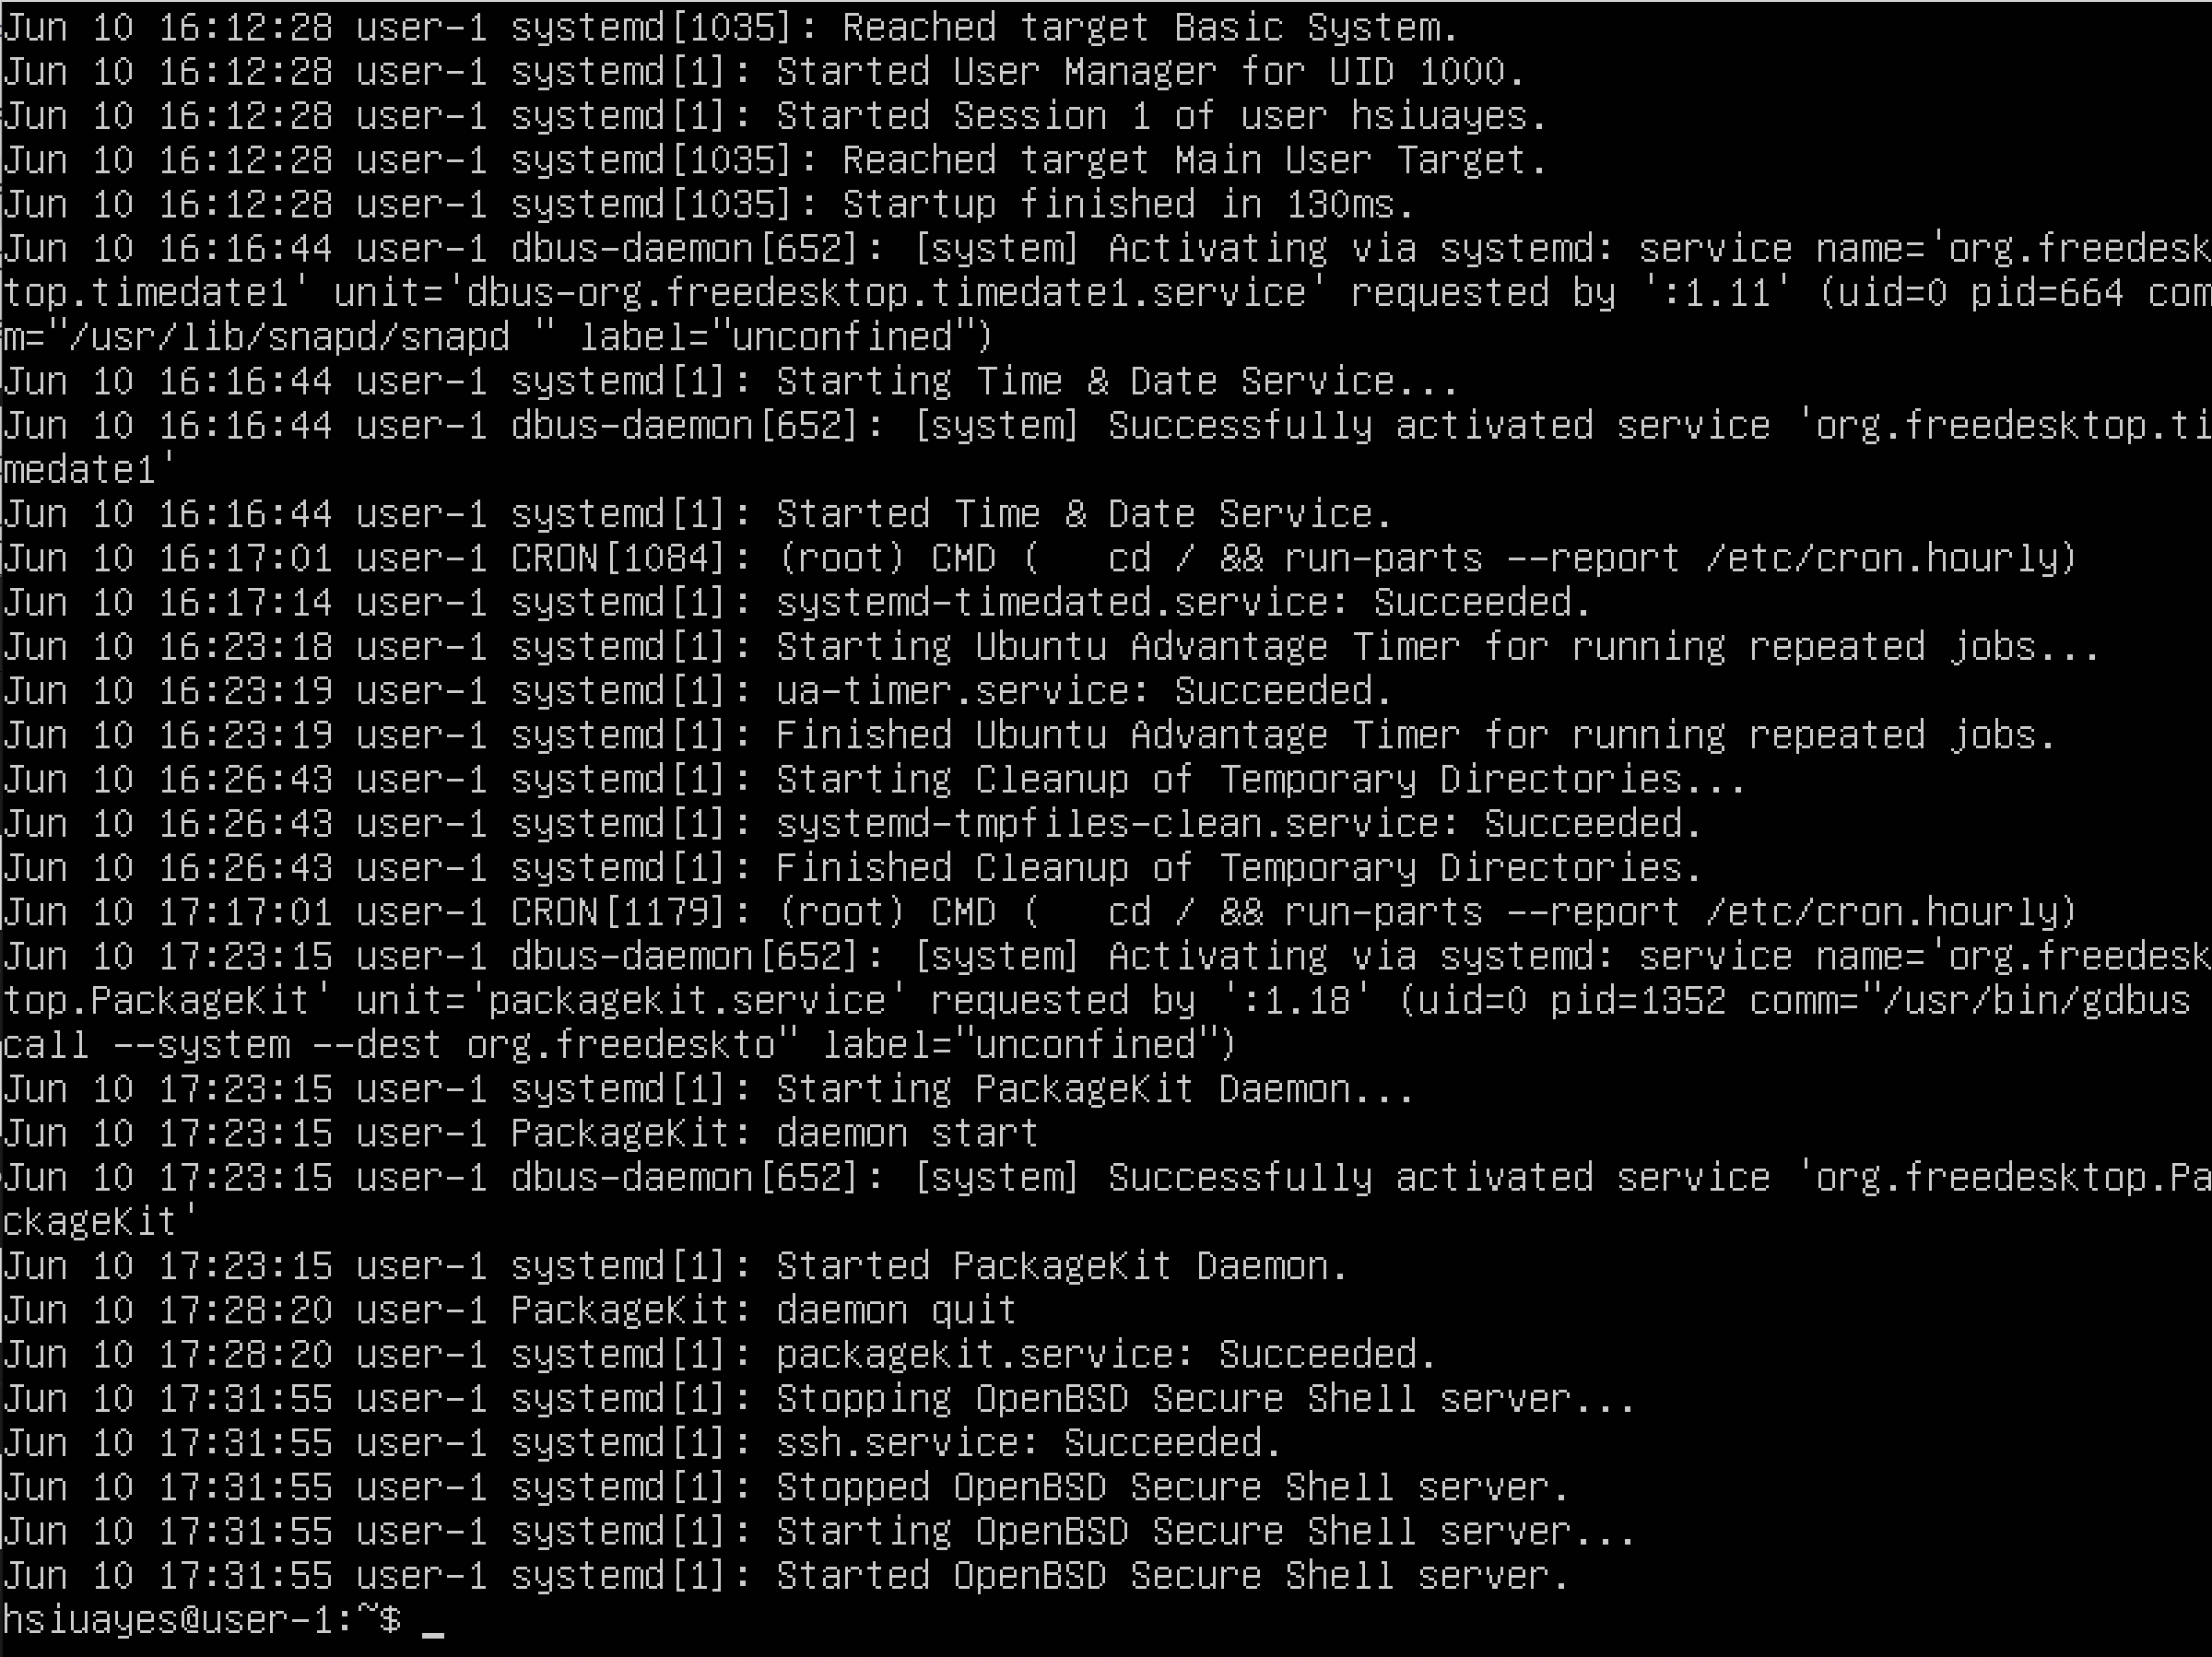 Jun 10 16:12:28 user-1 systemd[1035]: Reached target Basic System.
Jun 10 16:12:28 user-1 systemd[1]: Started User Manager for UID 1000.
Jun 10 16:12:28 user-1 systemd[1]: Started Session 1 of user hsiuayes.
Jun 10 16:12:28 user-1 systemd[1035]: Reached target Main User Target.
Jun 10 16:12:28 user-1 systemd[1035]: Startup finished in 130ms.
Jun 10 16:16:44 user-1 dbus-daemon[652]: [system] Activating via systemd: service name='org.freedesk
top.timedate1' unit='dbus-org.freedesktop.timedate1.service' requested by ':1.11' (uid=0 pid=664 com
m="/usr/lib/snapd/snapd " label="unconfined")
Jun 10 16:16:44 user-1 systemd[1]: Starting Time & Date Service...
Jun 10 16:16:44 user-1 dbus-daemon[652]: [system] Successfully activated service 'org.freedesktop.ti
medate1'
Jun 10 16:16:44 user-1 systemd[1]: Started Time & Date Service.
Jun 10 16:17:01 user-1 CRON[1084]: (root) CMD (   cd / && run-parts --report /etc/cron.hourly)
Jun 10 16:17:14 user-1 systemd[1]: systemd-timedated.service: Succeeded.
Jun 10 16:23:18 user-1 systemd[1]: Starting Ubuntu Advantage Timer for running repeated jobs...
Jun 10 16:23:19 user-1 systemd[1]: ua-timer.service: Succeeded.
Jun 10 16:23:19 user-1 systemd[1]: Finished Ubuntu Advantage Timer for running repeated jobs.
Jun 10 16:26:43 user-1 systemd[1]: Starting Cleanup of Temporary Directories...
Jun 10 16:26:43 user-1 systemd[1]: systemd-tmpfiles-clean.service: Succeeded.
Jun 10 16:26:43 user-1 systemd[1]: Finished Cleanup of Temporary Directories.
Jun 10 17:17:01 user-1 CRON[1179]: (root) CMD (   cd / && run-parts --report /etc/cron.hourly)
Jun 10 17:23:15 user-1 dbus-daemon[652]: [system] Activating via systemd: service name='org.freedesk
top.PackageKit' unit='packagekit.service' requested by ':1.18' (uid=0 pid=1352 comm="/usr/bin/gdbus
call --system --dest org.freedeskto" label="unconfined")
Jun 10 17:23:15 user-1 systemd[1]: Starting PackageKit Daemon...
Jun 10 17:23:15 user-1 PackageKit: daemon start
Jun 10 17:23:15 user-1 dbus-daemon[652]: [system] Successfully activated service 'org.freedesktop.Pa
ckageKit'
Jun 10 17:23:15 user-1 systemd[1]: Started PackageKit Daemon.
Jun 10 17:28:20 user-1 PackageKit: daemon quit
Jun 10 17:28:20 user-1 systemd[1]: packagekit.service: Succeeded.
Jun 10 17:31:55 user-1 systemd[1]: Stopping OpenBSD Secure Shell server...
Jun 10 17:31:55 user-1 systemd[1]: ssh.service: Succeeded.
Jun 10 17:31:55 user-1 systemd[1]: Stopped OpenBSD Secure Shell server.
Jun 10 17:31:55 user-1 systemd[1]: Starting OpenBSD Secure Shell server...
Jun 10 17:31:55 user-1 systemd[1]: Started OpenBSD Secure Shell server.
hsiuayes@user-1:~$ _